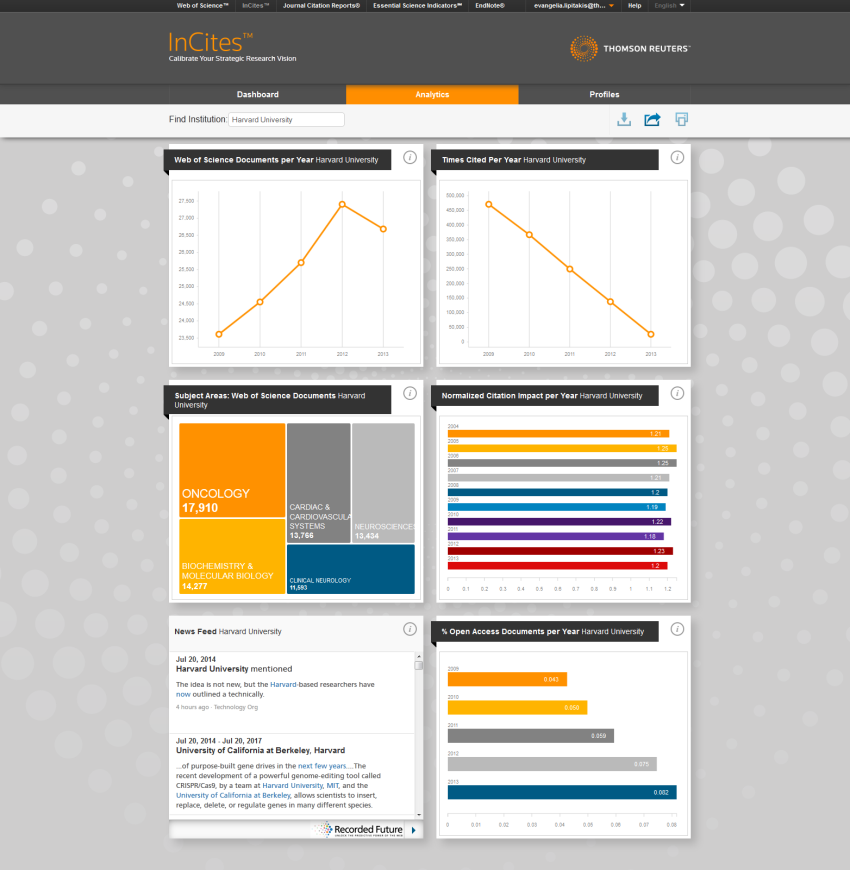 Web of Science™ InCites™ Journal Citation Reports® Essential Science Indicators℠ EndNote® evangelia.lipitakis@th... Help English
InCites™
Calibrate Your Strategic Research Vision
THOMSON REUTERS™
Dashboard Analytics Profiles
Find Institution: Harvard University
Web of Science Documents per Year Harvard University
27,500
27,000
26,500
26,000
25,500
25,000
24,500
24,000
23,500
2009 2010 2011 2012 2013
Times Cited Per Year Harvard University
500,000
450,000
400,000
350,000
300,000
250,000
200,000
150,000
100,000
50,000
0
2009 2010 2011 2012 2013
Subject Areas: Web of Science Documents Harvard
University
ONCOLOGY
17,910
BIOCHEMISTRY &
MOLECULAR BIOLOGY
14,277
CARDIAC &
CARDIOVASCULA
SYSTEMS
13,766
NEUROSCIENCES
13,434
CLINICAL NEUROLOGY
11,593
Normalized Citation Impact per Year Harvard University
2004
1.21
2005
1.25
2006
1.25
2007
1.21
2008
1.2
2009
1.19
2010
1.22
2011
1.18
2012
1.23
2013
1.2
0 0.1 0.2 0.3 0.4 0.5 0.6 0.7 0.8 0.9 1 1.1 1.2
News Feed Harvard University
Jul 20, 2014
Harvard University mentioned
The idea is not new, but the Harvard-based researchers have
now outlined a technically.
4 hours ago · Technology Org
Jul 20, 2014 - Jul 20, 2017
University of California at Berkeley, Harvard
...of purpose-built gene drives in the next few years....The
recent development of a powerful genome-editing tool called
CRISPR/Cas9, by a team at Harvard University, MIT, and the
University of California at Berkeley, allows scientists to insert,
replace, delete, or regulate genes in many different species.
Recorded Future
UNLOCK THE PREDICTIVE POWER OF THE WEB
% Open Access Documents per Year Harvard University
2009
0.043
2010
0.050
2011
0.059
2012
0.075
2013
0.082
0 0.01 0.02 0.03 0.04 0.05 0.06 0.07 0.08